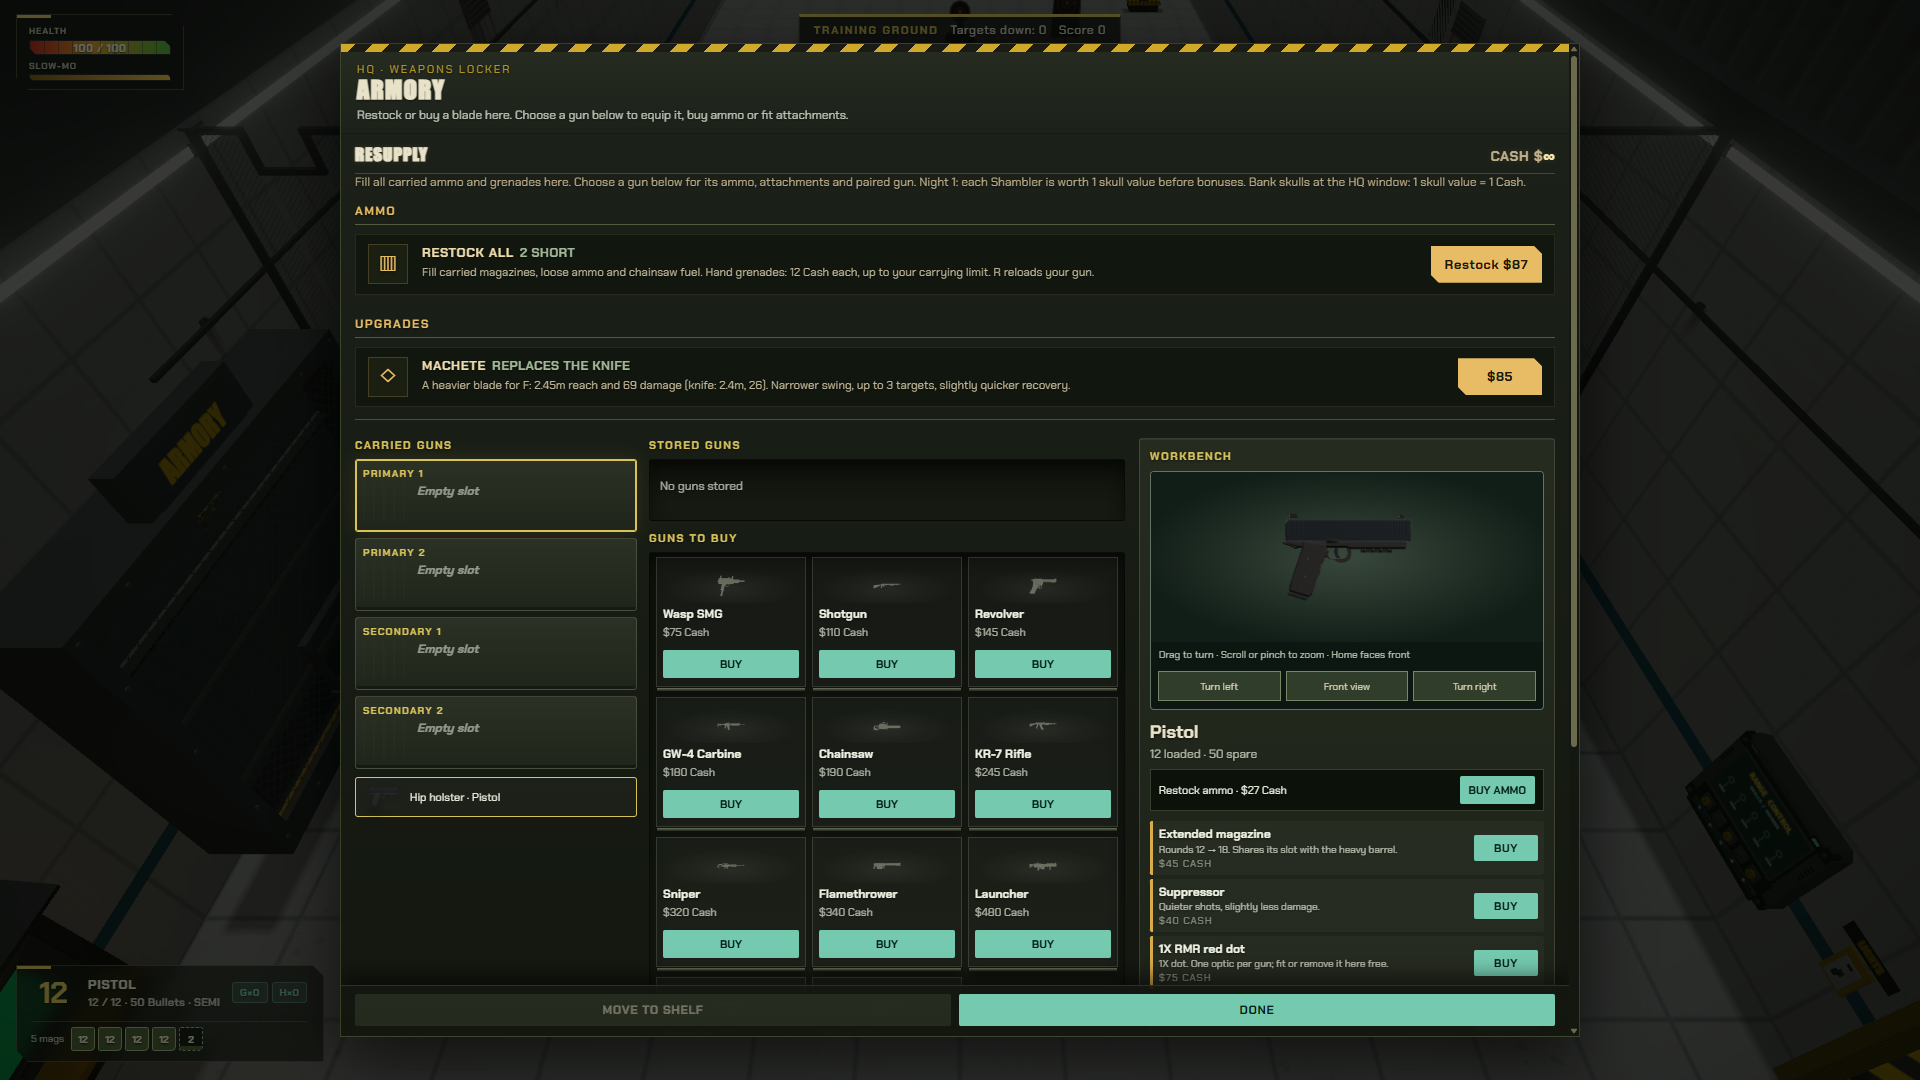 HEALTH
100 / 100
SLOW-MO
TRAINING GROUND Targets down: 0 Score 0
HQ · WEAPONS LOCKER
ARMORY
Restock or buy a blade here. Choose a gun below to equip it, buy ammo or fit attachments.
RESUPPLY
CASH $∞
Fill all carried ammo and grenades here. Choose a gun below for its ammo, attachments and paired gun. Night 1: each Shambler is worth 1 skull value before bonuses. Bank skulls at the HQ window: 1 skull value = 1 Cash.
AMMO
RESTOCK ALL 2 SHORT
Fill carried magazines, loose ammo and chainsaw fuel. Hand grenades: 12 Cash each, up to your carrying limit. R reloads your gun.
Restock $87
UPGRADES
MACHETE REPLACES THE KNIFE
A heavier blade for F: 2.45m reach and 69 damage (knife: 2.4m, 26). Narrower swing, up to 3 targets, slightly quicker recovery.
$85
CARRIED GUNS
PRIMARY 1
Empty slot
PRIMARY 2
Empty slot
SECONDARY 1
Empty slot
SECONDARY 2
Empty slot
Hip holster · Pistol
STORED GUNS
No guns stored
GUNS TO BUY
Wasp SMG
$75 Cash
BUY
Shotgun
$110 Cash
BUY
Revolver
$145 Cash
BUY
GW-4 Carbine
$180 Cash
BUY
Chainsaw
$190 Cash
BUY
KR-7 Rifle
$245 Cash
BUY
Sniper
$320 Cash
BUY
Flamethrower
$340 Cash
BUY
Launcher
$480 Cash
BUY
WORKBENCH
Drag to turn · Scroll or pinch to zoom · Home faces front
Turn left
Front view
Turn right
Pistol
12 loaded · 50 spare
Restock ammo · $27 Cash
BUY AMMO
Extended magazine
Rounds 12 → 18. Shares its slot with the heavy barrel.
$45 CASH
BUY
Suppressor
Quieter shots, slightly less damage.
$40 CASH
BUY
1X RMR red dot
1X dot. One optic per gun; fit or remove it here free.
$75 CASH
BUY
MOVE TO SHELF
DONE
ARMORY
12
PISTOL
12 / 12 · 50 Bullets · SEMI
G×0
H×0
5 mags
12
12
12
12
2